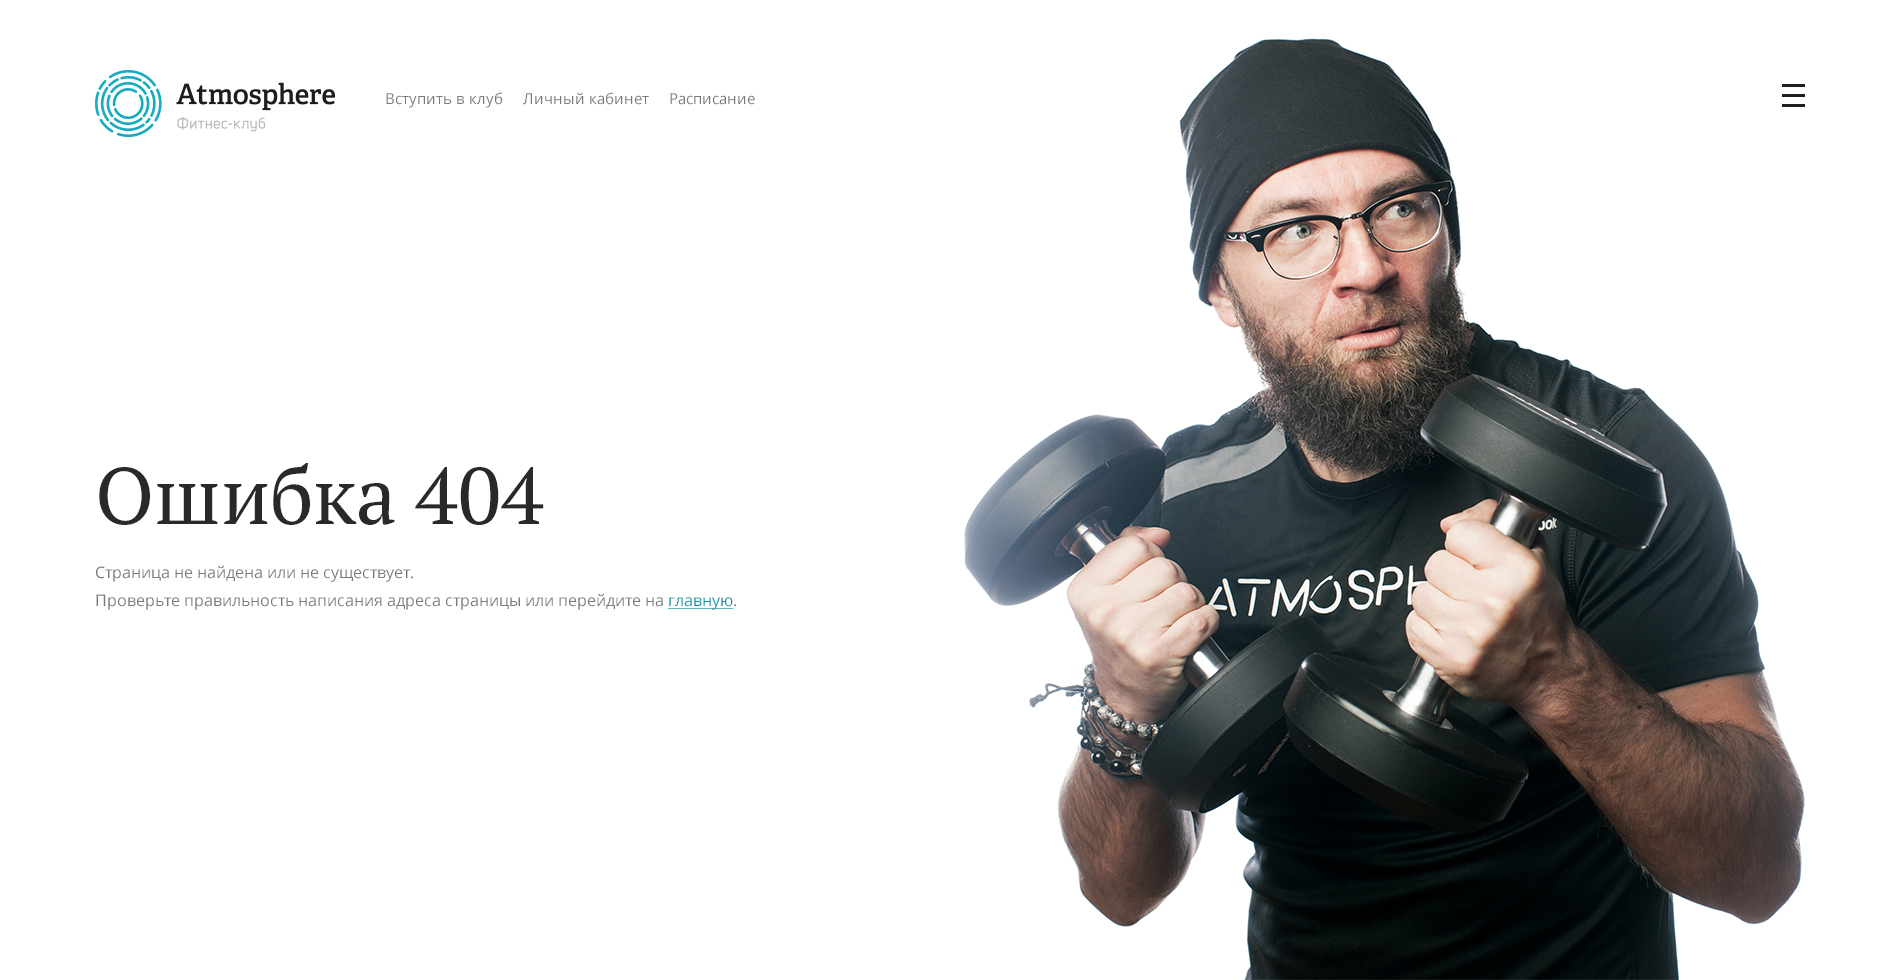 Atmosphere
Фитнес-клуб
Вступить в клуб Личный кабинет Расписание
Ошибка 404
Страница не найдена или не существует.
Проверьте правильность написания адреса страницы или перейдите на главную.
ATMOSPH